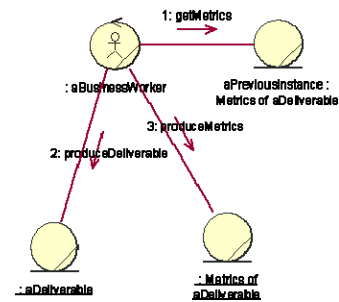 1: getMetrics
: aBusinessWorker
aPreviousInstance :
Metrics of aDeliverable
3: produceMetrics
2: produceDeliverable
: aDeliverable
: Metrics of
aDeliverable